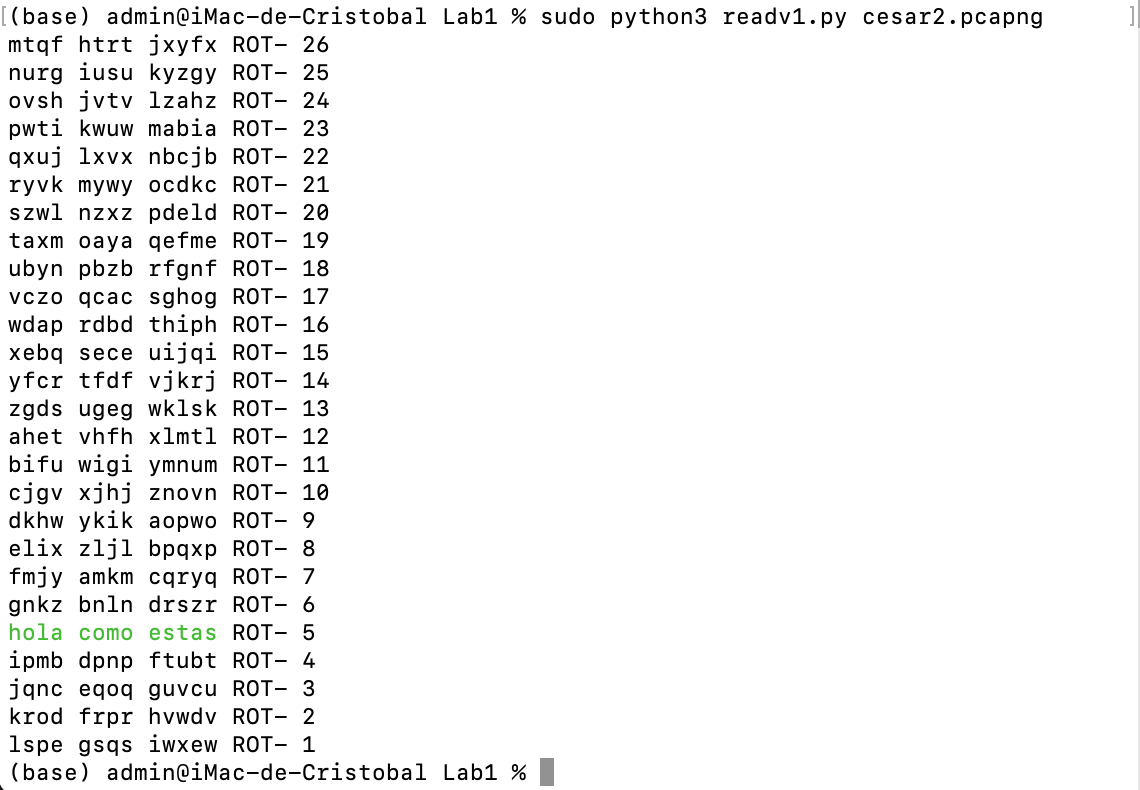 [(base) admin@iMac-de-Cristobal Lab1 % sudo python3 readv1.py cesar2.pcapng ]
mtqf htrt jxyfx ROT- 26
nurg iusu kyzgy ROT- 25
ovsh jvtv lzahz ROT- 24
pwti kwuw mabia ROT- 23
qxuj lxvx nbcjb ROT- 22
ryvk mywy ocdkc ROT- 21
szwl nzxz pdeld ROT- 20
taxm oaya qefme ROT- 19
ubyn pbzb rfgnf ROT- 18
vczo qcac sghog ROT- 17
wdap rdbd thiph ROT- 16
xebq sece uijqi ROT- 15
yfcr tfdf vjkrj ROT- 14
zgds ugeg wklsk ROT- 13
ahet vhfh xlmtl ROT- 12
bifu wigi ymnum ROT- 11
cjgv xjhj znovn ROT- 10
dkhw ykik aopwo ROT- 9
elix zljl bpqxp ROT- 8
fmjy amkm cqryq ROT- 7
gnkz bnln drszr ROT- 6
hola como estas ROT- 5
ipmb dpnp ftubt ROT- 4
jqnc eqoq guvcu ROT- 3
krod frpr hvwdv ROT- 2
lspe gsqs iwxew ROT- 1
(base) admin@iMac-de-Cristobal Lab1 %